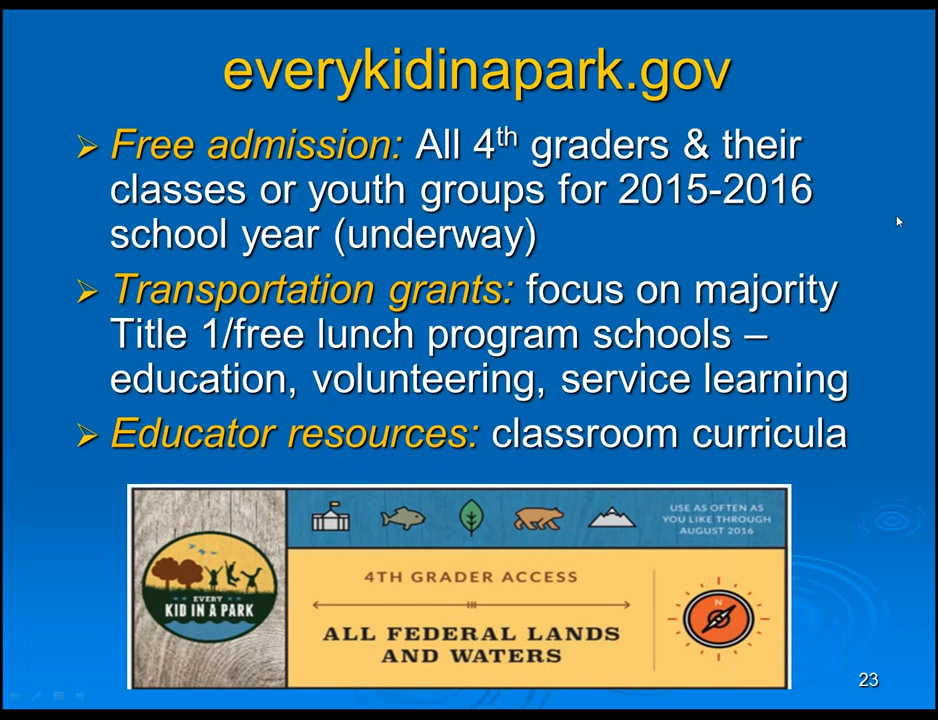 everykidinapark.gov
Free admission: All 4th graders & their
classes or youth groups for 2015-2016
school year (underway)
Transportation grants: focus on majority
Title 1/free lunch program schools –
education, volunteering, service learning
Educator resources: classroom curricula
USE AS OFTEN AS
YOU LIKE THROUGH
AUGUST 2016
4TH GRADER ACCESS
EVERY
KID IN A PARK
N
ALL FEDERAL LANDS
AND WATERS
23